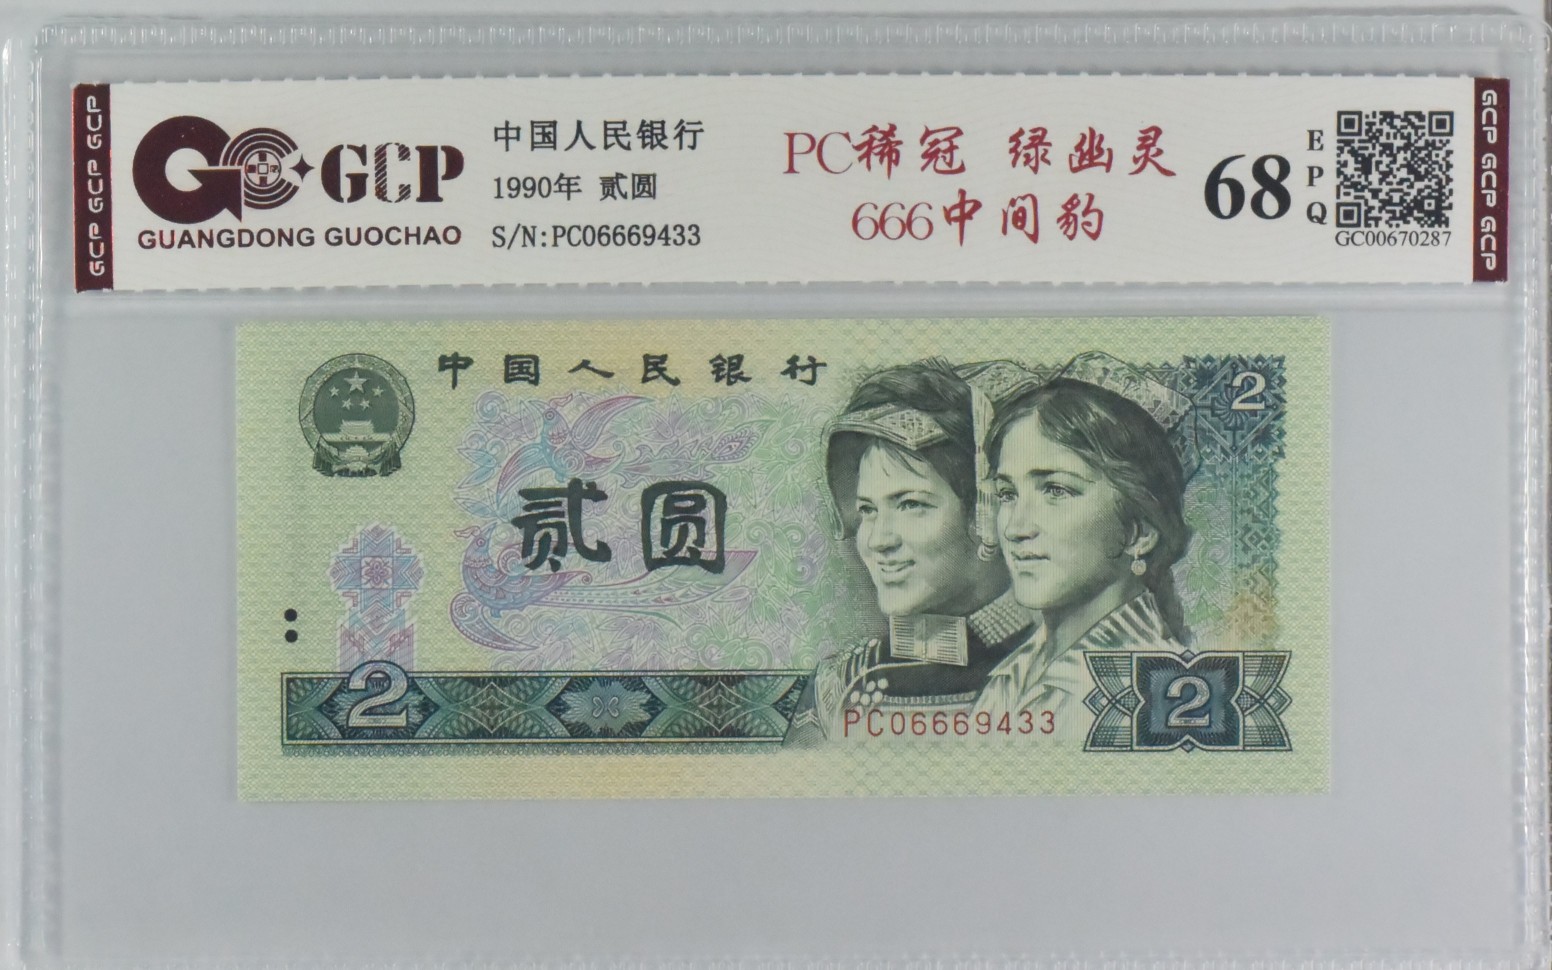 GCP GCP GCP
GCP
GUANGDONG GUOCHAO
中国人民银行
1990年 贰圆
S/N:PC06669433
PC稀冠 绿幽灵
666中间豹
68
EPQ
GC00670287
GCP GCP GCP
中国人民银行
2
贰圆
2
PC06669433
2